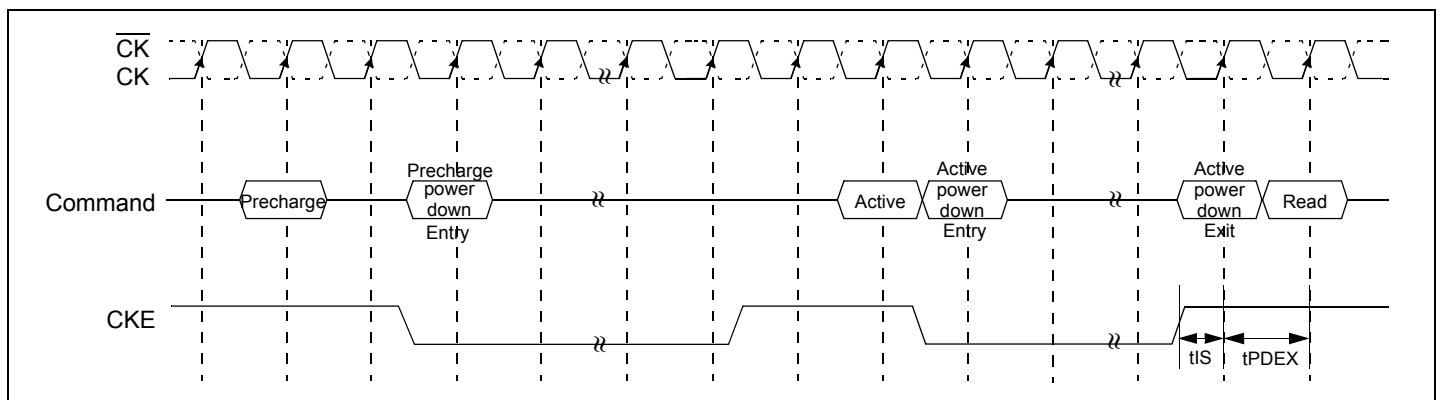 CK
CK
Command
Precharge
Precharge
power
down
Entry
Active
Active
power
down
Entry
Active
power
down
Exit
Read
CKE
tIS
tPDEX